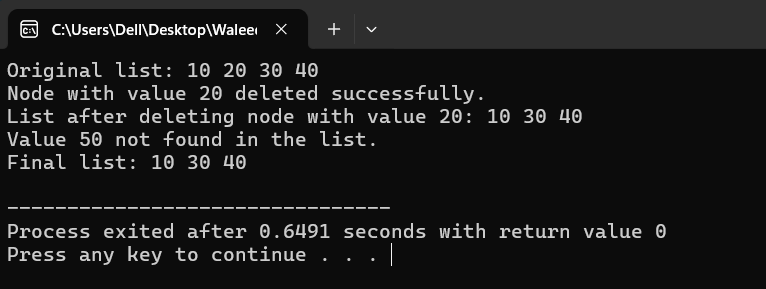 C:\Users\Dell\Desktop\Walee
Original list: 10 20 30 40
Node with value 20 deleted successfully.
List after deleting node with value 20: 10 30 40
Value 50 not found in the list.
Final list: 10 30 40
--------------------------------
Process exited after 0.6491 seconds with return value 0
Press any key to continue . . .